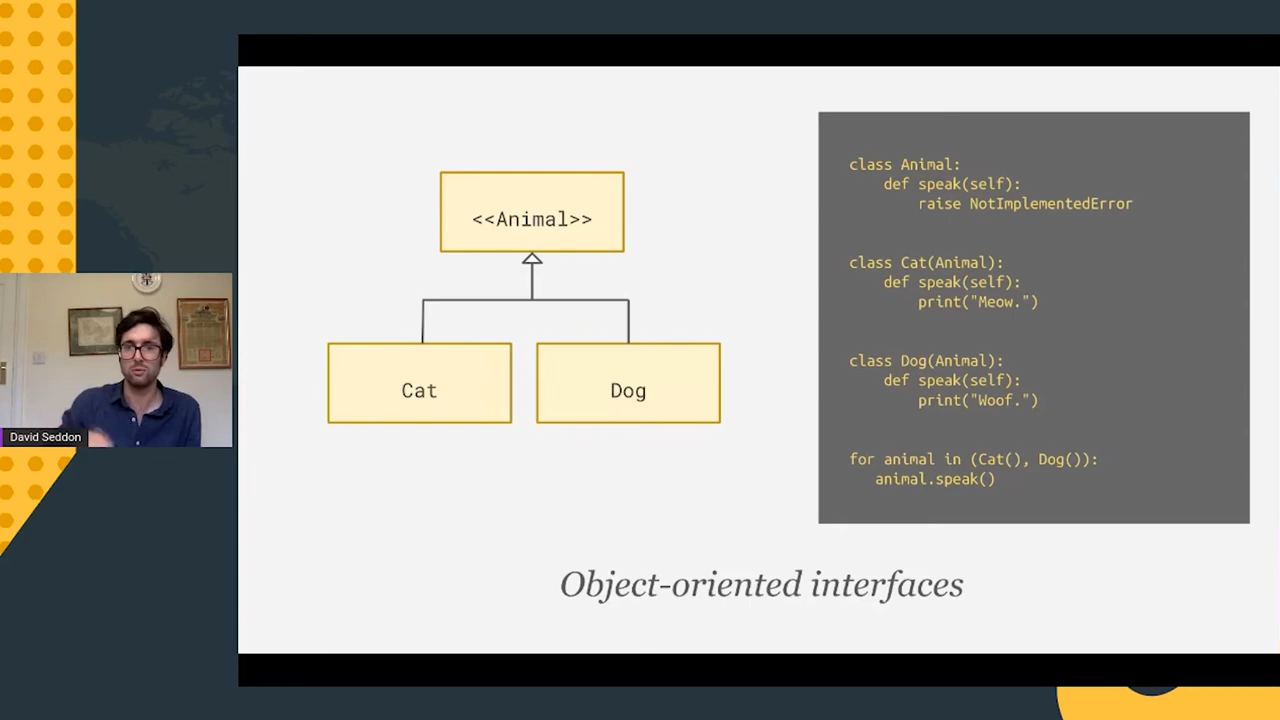 <<Animal>>
Cat
Dog
class Animal:
    def speak(self):
        raise NotImplementedError
class Cat(Animal):
    def speak(self):
        print("Meow.")
class Dog(Animal):
    def speak(self):
        print("Woof.")
for animal in (Cat(), Dog()):
   animal.speak()
Object-oriented interfaces
David Seddon